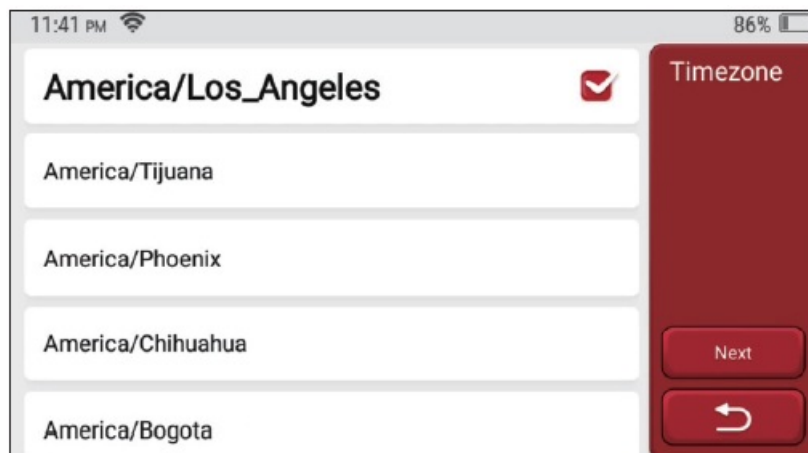 11:41 PM 86%
America/Los_Angeles
Timezone
America/Tijuana
America/Phoenix
America/Chihuahua
Next
America/Bogota